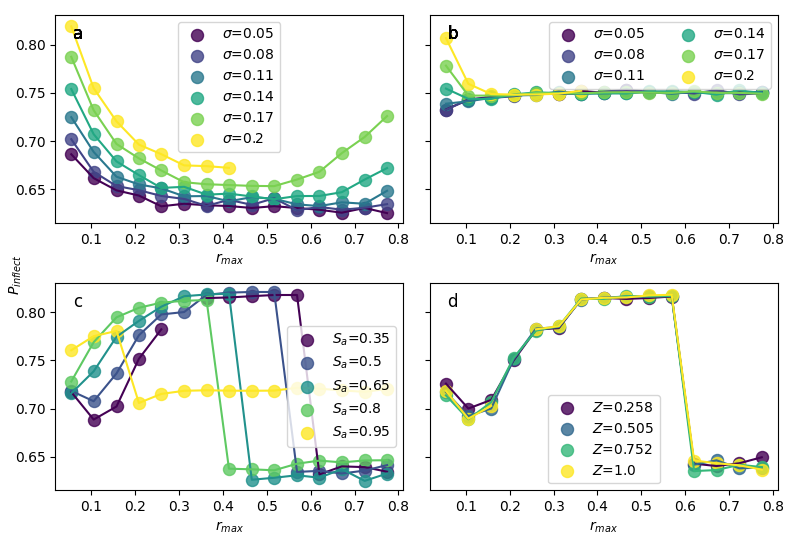 a
σ=0.05
σ=0.08
σ=0.11
σ=0.14
σ=0.17
σ=0.2
0.80
0.75
0.70
0.65
0.1 0.2 0.3 0.4 0.5 0.6 0.7 0.8
r_max
b
σ=0.05 σ=0.14
σ=0.08 σ=0.17
σ=0.11 σ=0.2
0.1 0.2 0.3 0.4 0.5 0.6 0.7 0.8
r_max
P_inflect
c
S_a=0.35
S_a=0.5
S_a=0.65
S_a=0.8
S_a=0.95
0.80
0.75
0.70
0.65
0.1 0.2 0.3 0.4 0.5 0.6 0.7 0.8
r_max
d
Z=0.258
Z=0.505
Z=0.752
Z=1.0
0.1 0.2 0.3 0.4 0.5 0.6 0.7 0.8
r_max